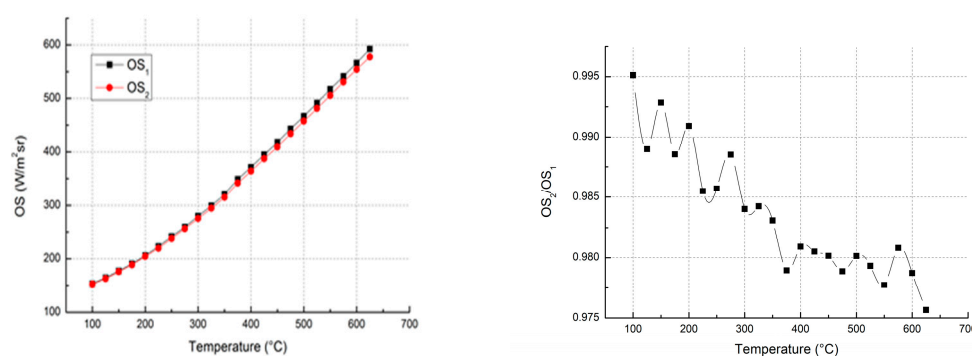 600
500
400
300
200
100
OS (W/m²sr)
OS₁
OS₂
100 200 300 400 500 600 700
Temperature (°C)
0.995
0.990
0.985
0.980
0.975
OS₂/OS₁
100 200 300 400 500 600 700
Temperature (°C)